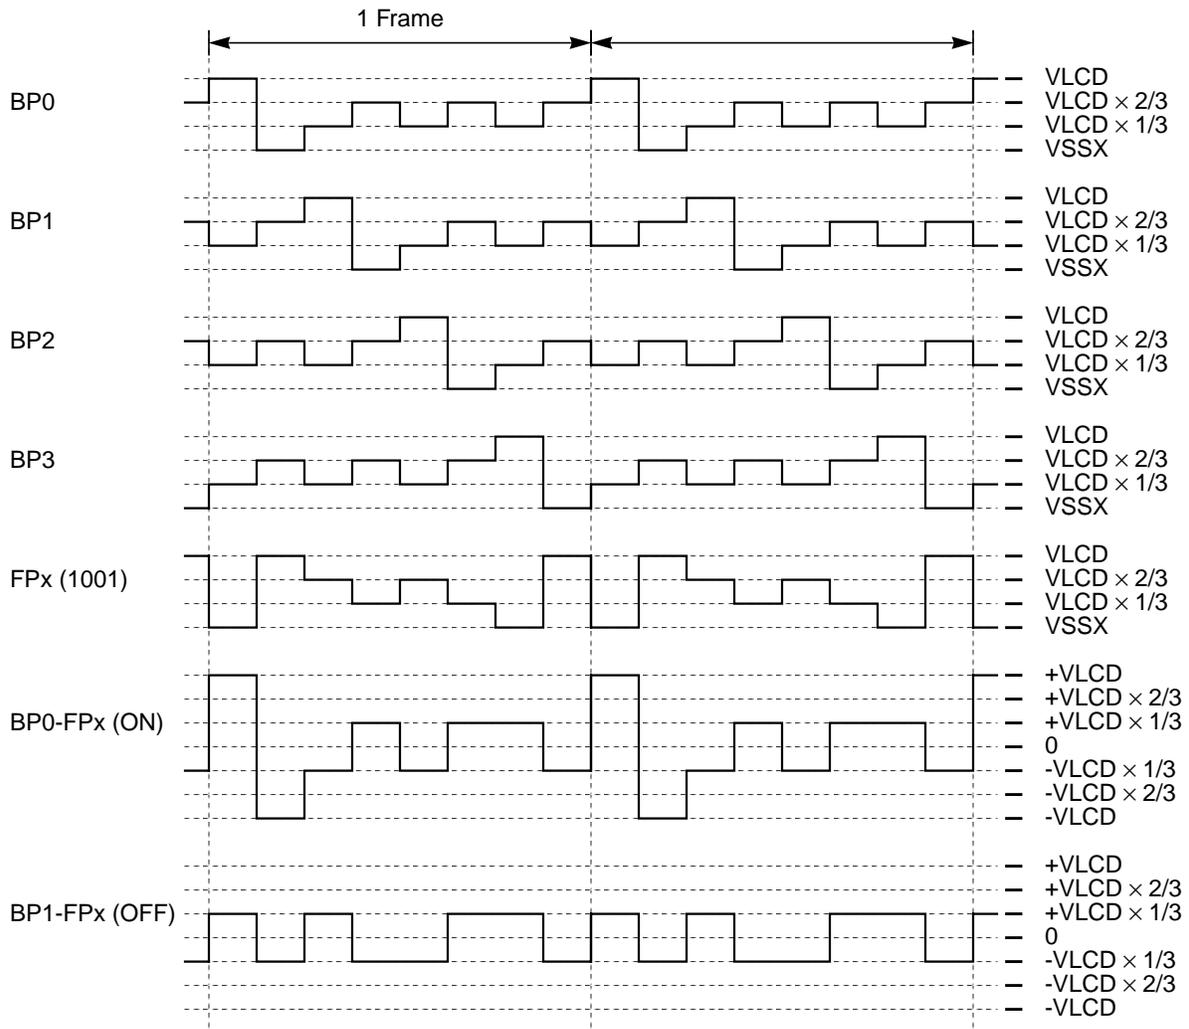 1 Frame
BP0
VLCD
VLCD × 2/3
VLCD × 1/3
VSSX
BP1
VLCD
VLCD × 2/3
VLCD × 1/3
VSSX
BP2
VLCD
VLCD × 2/3
VLCD × 1/3
VSSX
BP3
VLCD
VLCD × 2/3
VLCD × 1/3
VSSX
FPx (1001)
VLCD
VLCD × 2/3
VLCD × 1/3
VSSX
BP0-FPx (ON)
+VLCD
+VLCD × 2/3
+VLCD × 1/3
0
-VLCD × 1/3
-VLCD × 2/3
-VLCD
BP1-FPx (OFF)
+VLCD
+VLCD × 2/3
+VLCD × 1/3
0
-VLCD × 1/3
-VLCD × 2/3
-VLCD